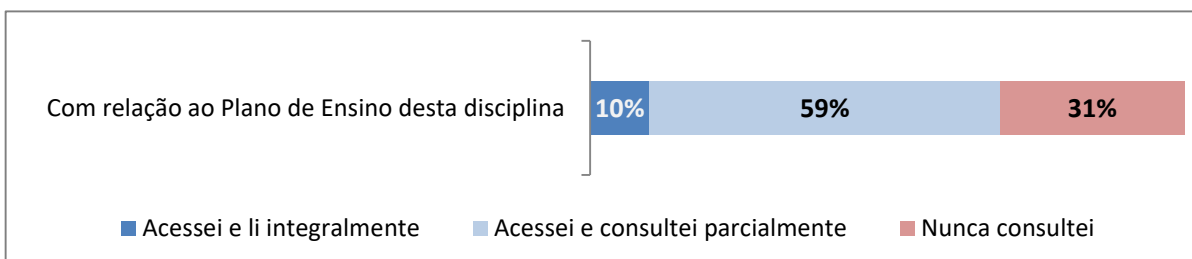 Com relação ao Plano de Ensino desta disciplina 10% 59% 31%
Acessei e li integralmente Acessei e consultei parcialmente Nunca consultei